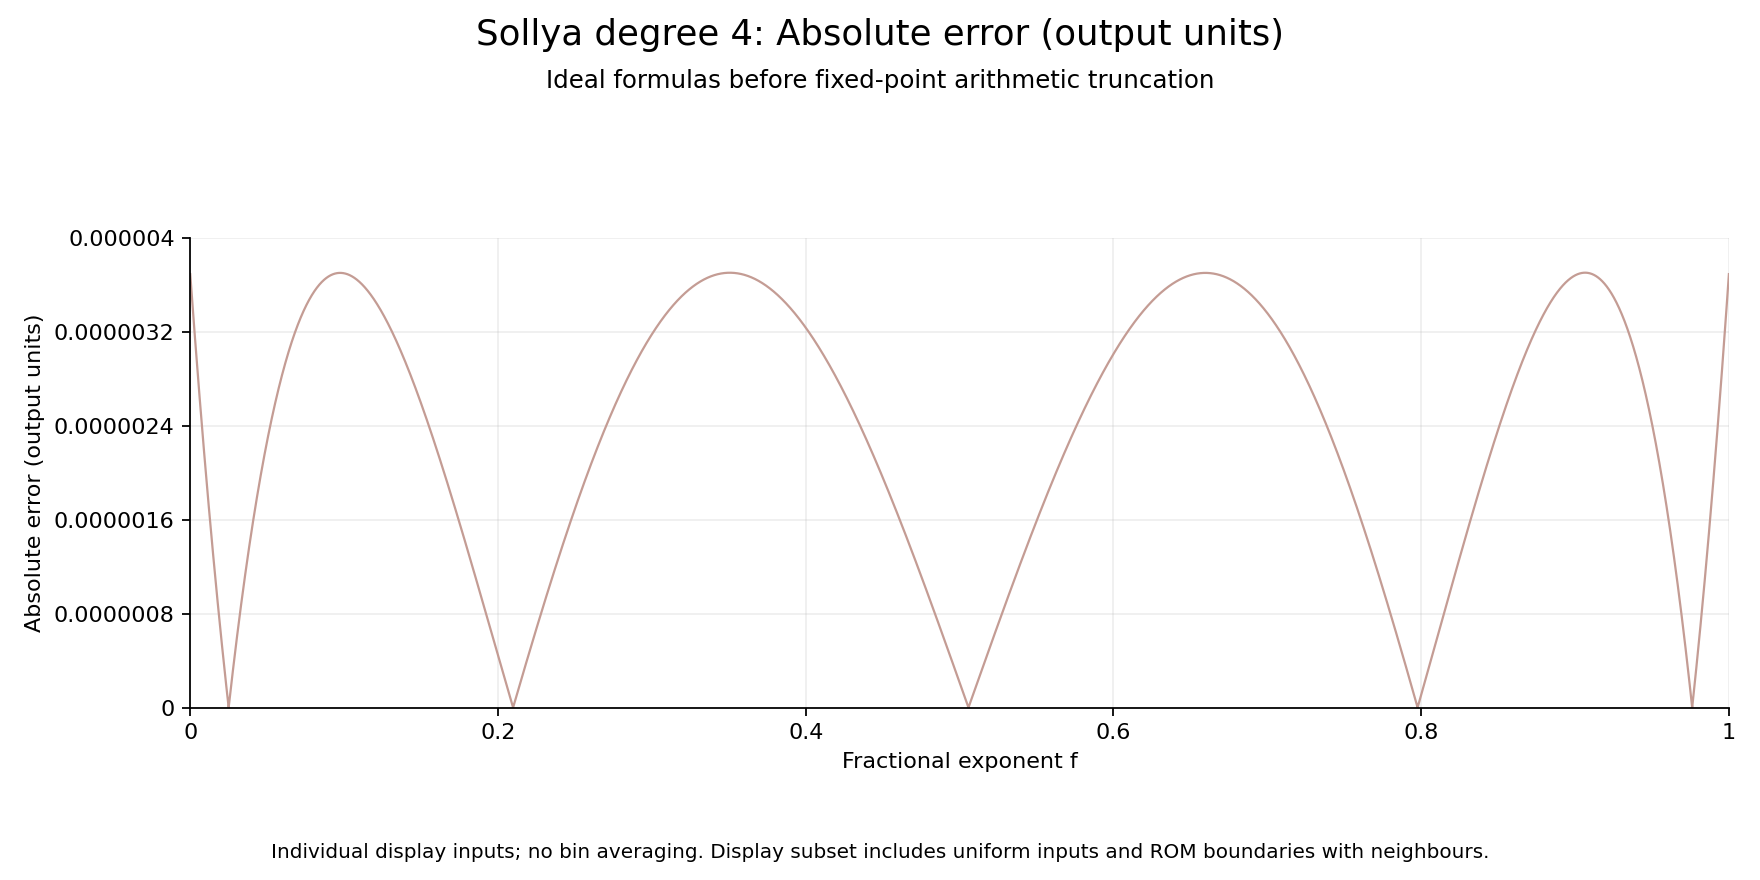 Sollya degree 4: Absolute error (output units)
Ideal formulas before fixed-point arithmetic truncation
0.000004
0.0000032
0.0000024
0.0000016
0.0000008
0
Absolute error (output units)
0 0.2 0.4 0.6 0.8 1
Fractional exponent f
Individual display inputs; no bin averaging. Display subset includes uniform inputs and ROM boundaries with neighbours.